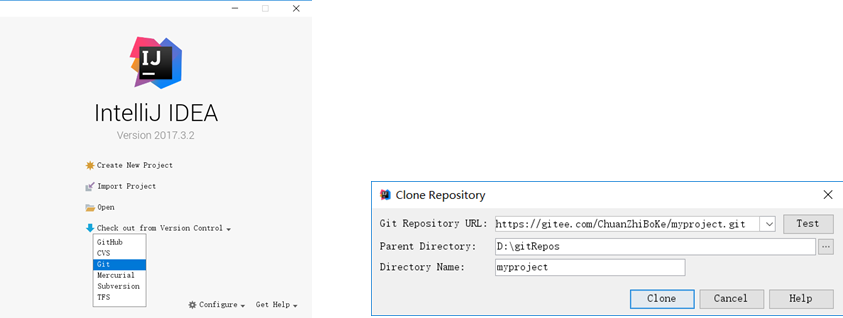 IJ
IntelliJ IDEA
Version 2017.3.2
Create New Project
Import Project
Open
Check out from Version Control
GitHub
CVS
Git
Mercurial
Subversion
TFS
Configure
Get Help
Clone Repository
Git Repository URL: https://gitee.com/ChuanZhiBoKe/myproject.git Test
Parent Directory: D:\gitRepos ...
Directory Name: myproject
Clone Cancel Help